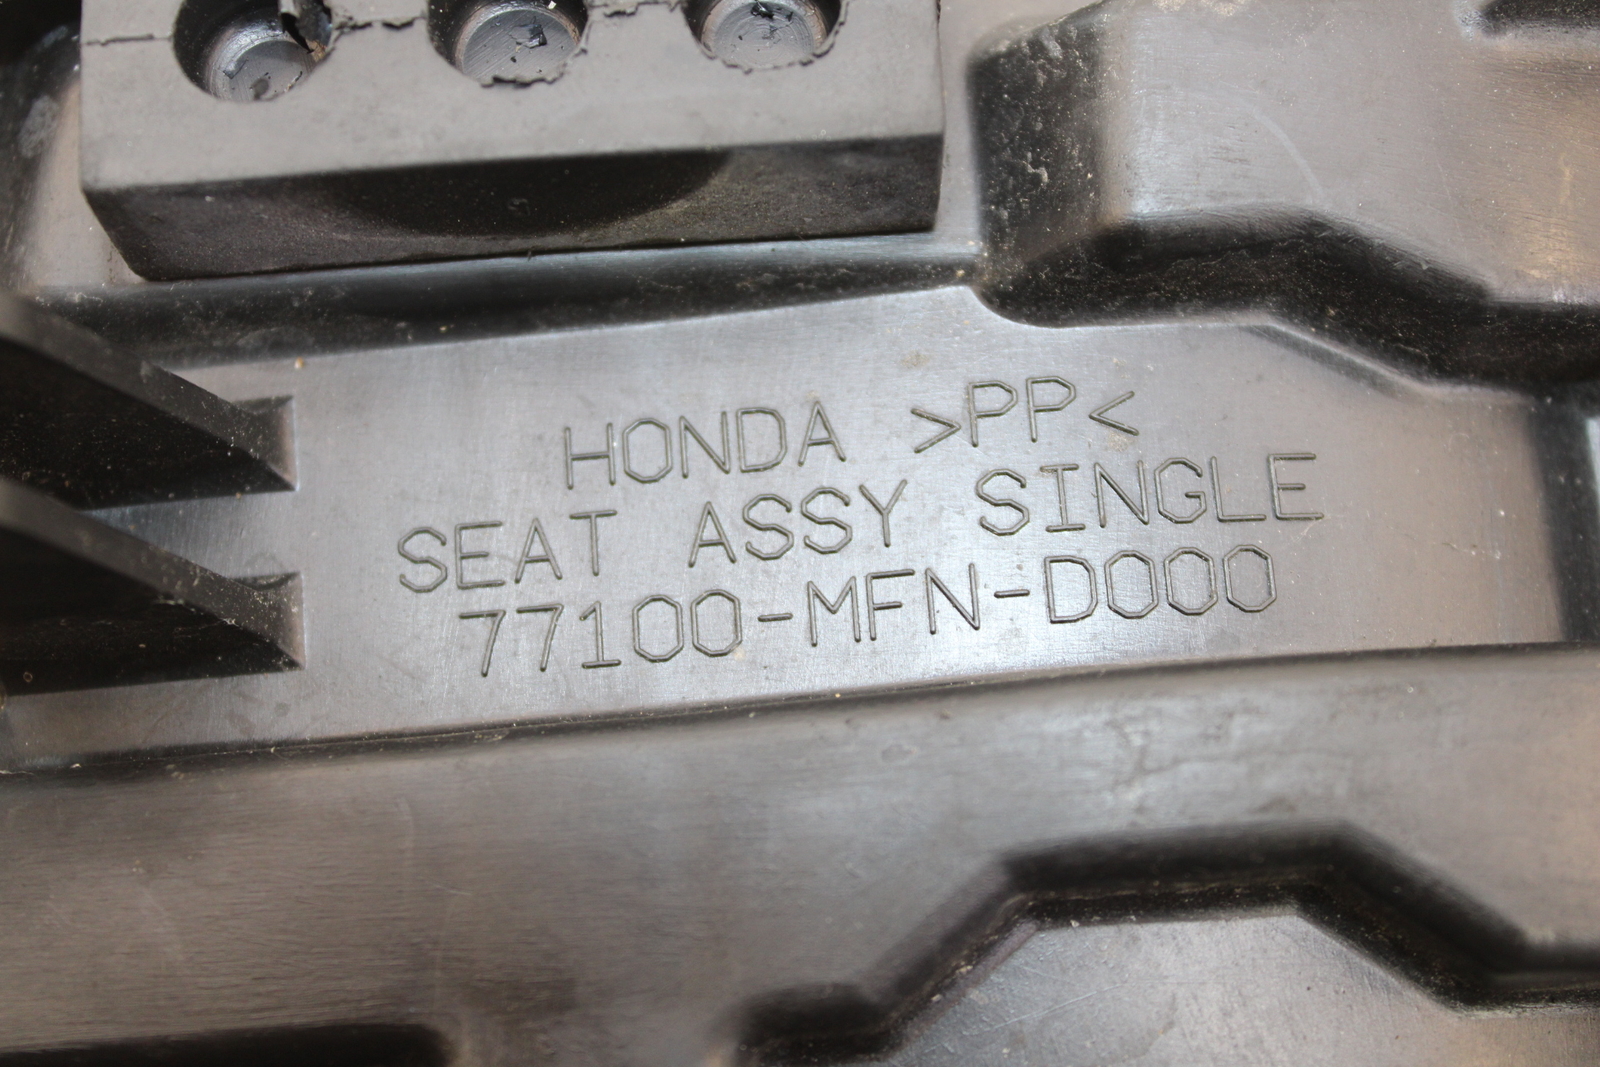 HONDA >PP<
SEAT ASSY SINGLE
77100-MFN-D000